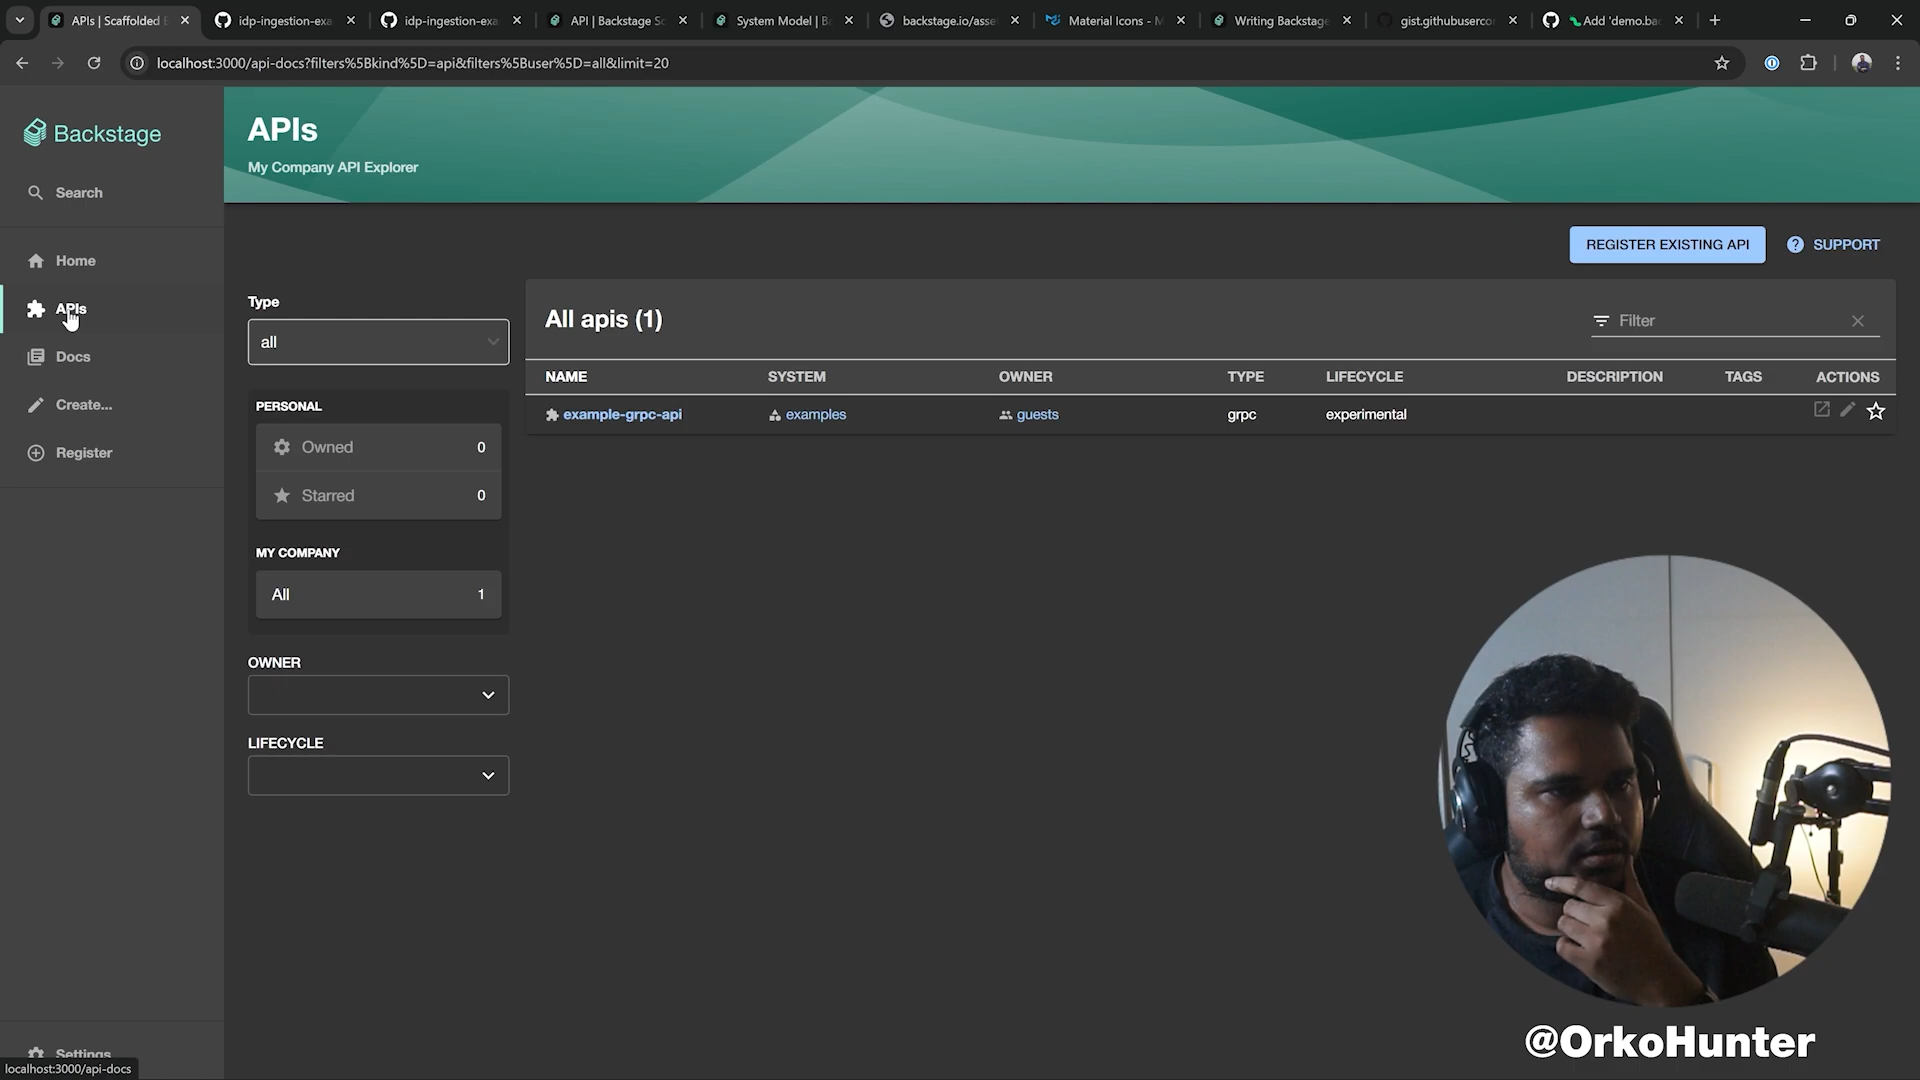 APIs | Scaffolded
idp-ingestion-exa
idp-ingestion-exa
API | Backstage So
System Model | B
backstage.io/asse
Material Icons - M
Writing Backstage
gist.githubuserco
Add 'demo.ba
localhost:3000/api-docs?filters%5Bkind%5D=api&filters%5Buser%5D=all&limit=20
Backstage
Search
Home
APIs
Docs
Create...
Register
Settings
localhost:3000/api-docs
APIs
My Company API Explorer
REGISTER EXISTING API
SUPPORT
Type
all
PERSONAL
Owned 0
Starred 0
MY COMPANY
All 1
OWNER
LIFECYCLE
All apis (1)
Filter
NAME SYSTEM OWNER TYPE LIFECYCLE DESCRIPTION TAGS ACTIONS
example-grpc-api examples guests grpc experimental
@OrkoHunter